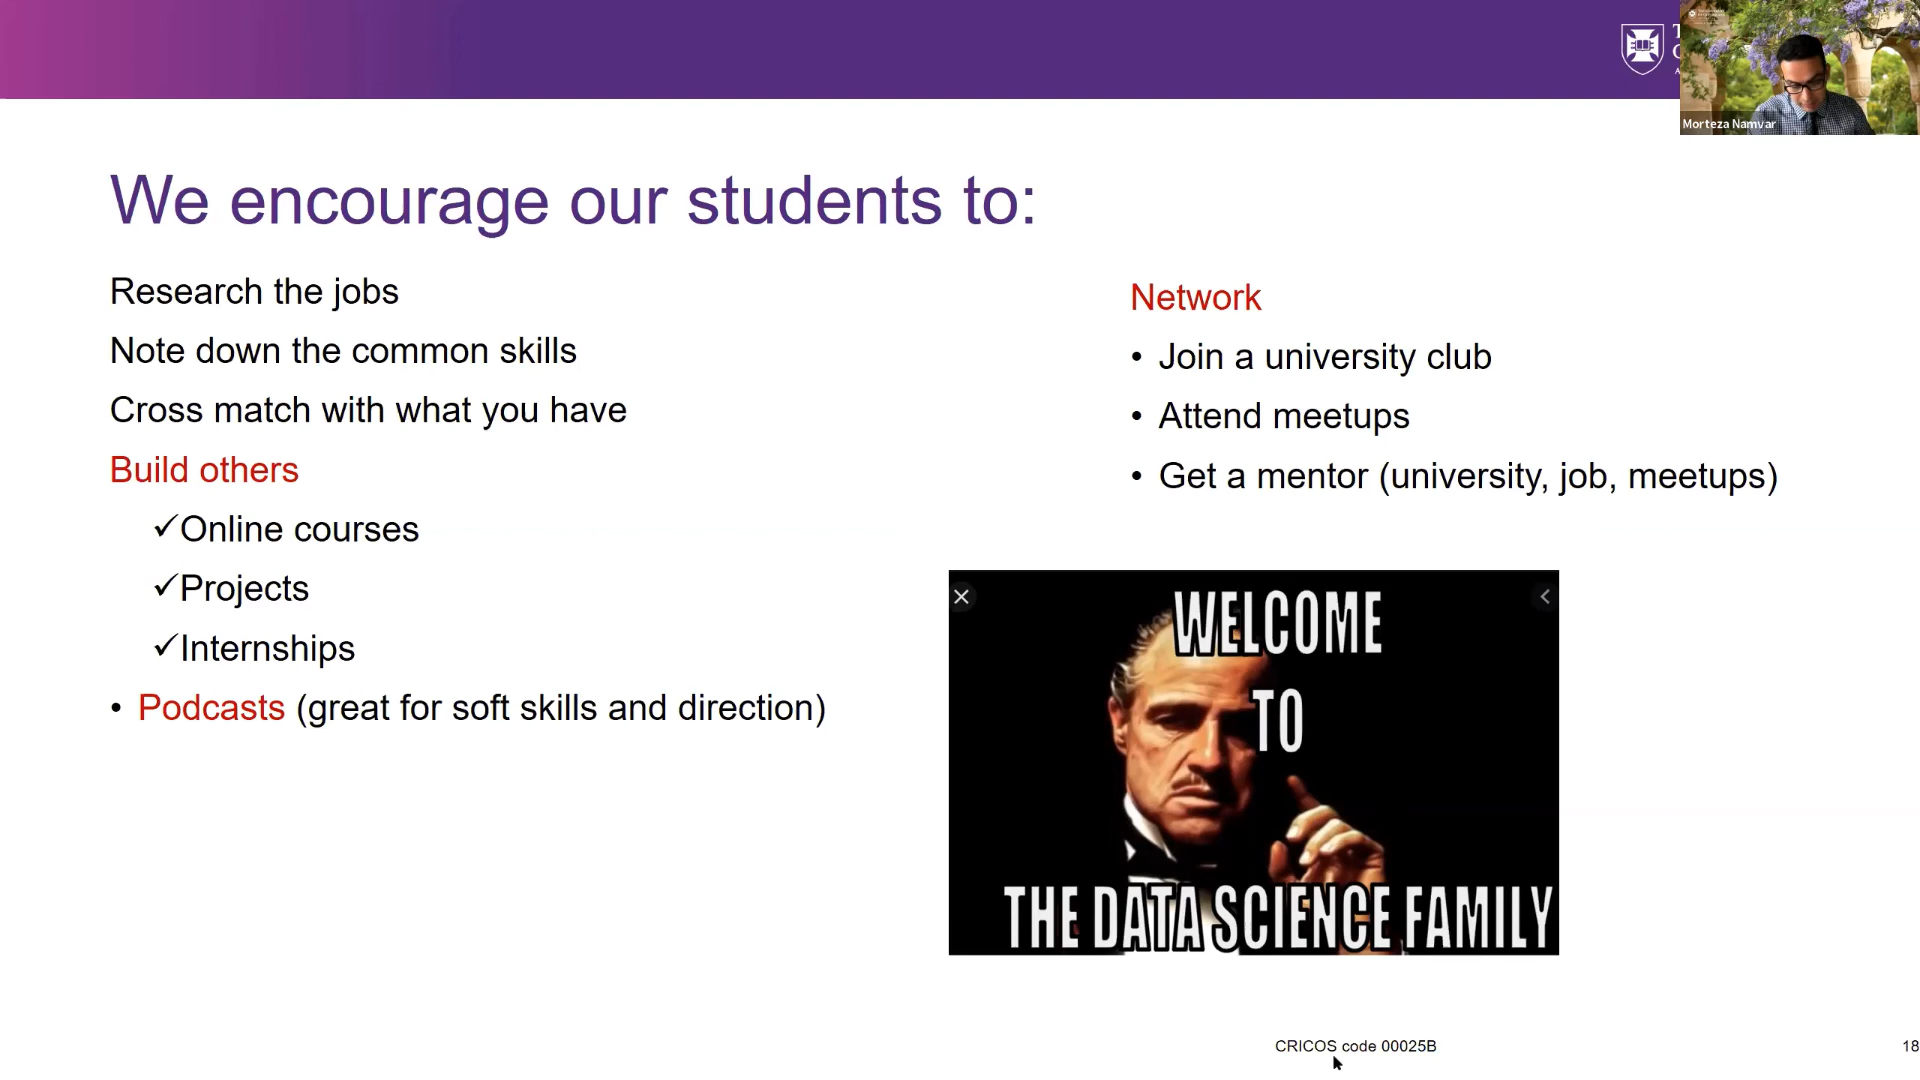 Morteza Namvar
We encourage our students to:
Research the jobs
Note down the common skills
Cross match with what you have
Build others
✓Online courses
✓Projects
✓Internships
• Podcasts (great for soft skills and direction)
Network
• Join a university club
• Attend meetups
• Get a mentor (university, job, meetups)
WELCOME
TO
THE DATA SCIENCE FAMILY
CRICOS code 00025B
18